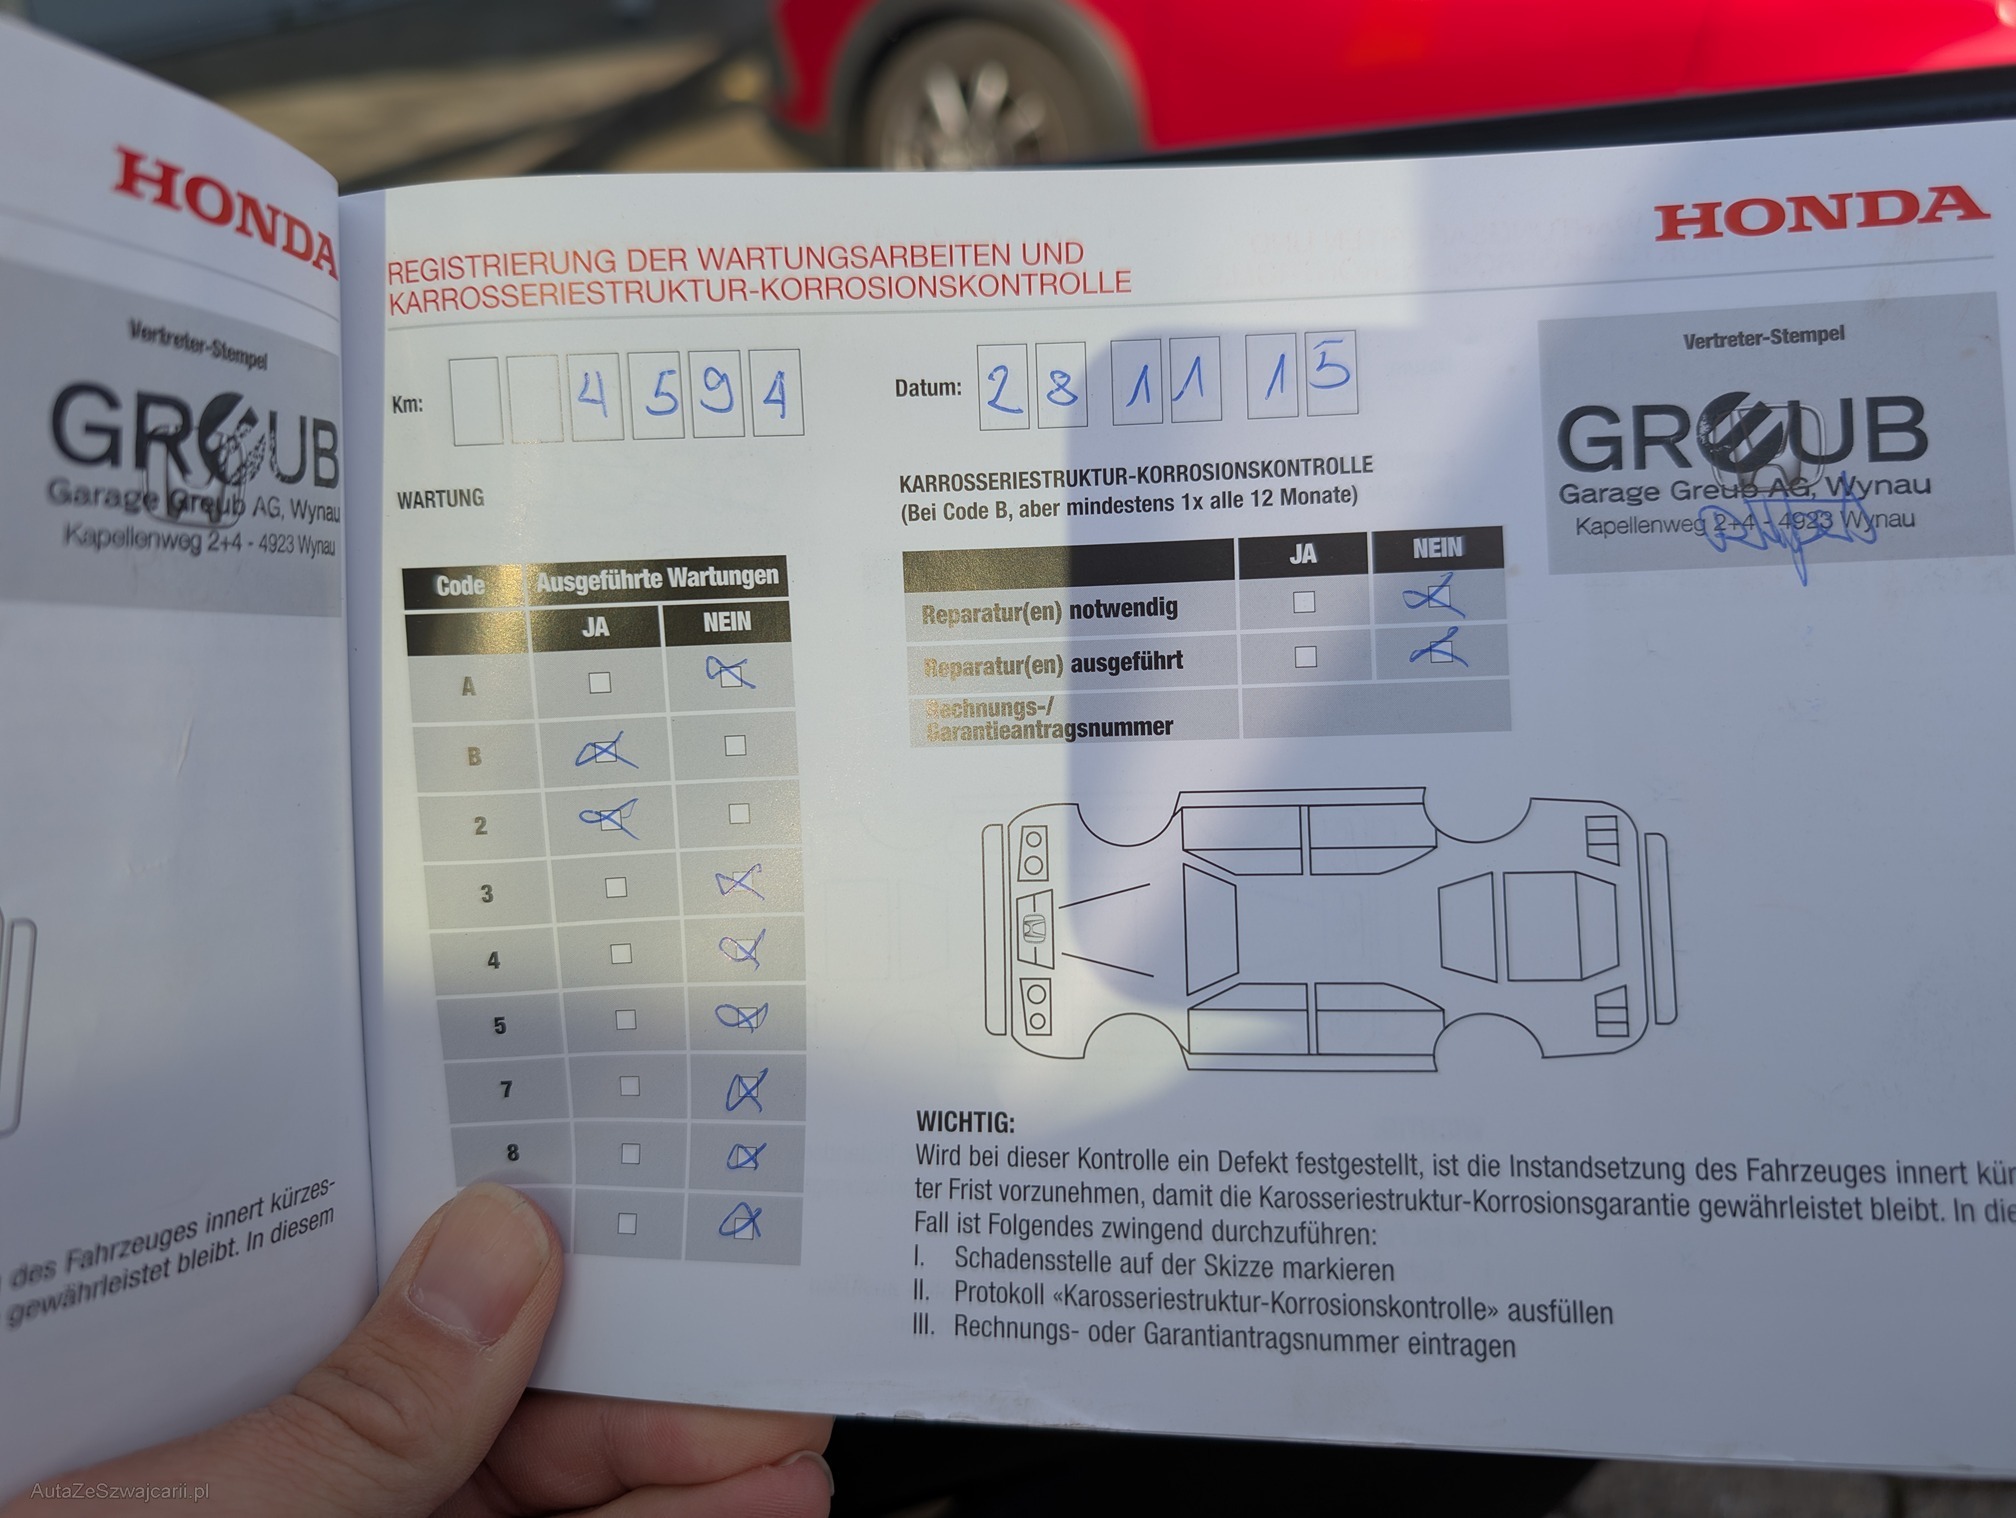 HONDA
Vertreter-Stempel
GREUB
Garage Greub AG, Wynau
Kapellenweg 2+4 - 4923 Wynau
des Fahrzeuges innert kürzes-
gewährleistet bleibt. In diesem
HONDA
REGISTRIERUNG DER WARTUNGSARBEITEN UND
KARROSSERIESTRUKTUR-KORROSIONSKONTROLLE
Km: 4594
Datum: 28 11 15
Vertreter-Stempel
GREUB
Garage Greub AG, Wynau
Kapellenweg 2+4 - 4923 Wynau
WARTUNG
Code Ausgeführte Wartungen
JA NEIN
A
B
2
3
4
5
7
8
KARROSSERIESTRUKTUR-KORROSIONSKONTROLLE
(Bei Code B, aber mindestens 1x alle 12 Monate)
JA NEIN
Reparatur(en) notwendig
Reparatur(en) ausgeführt
Rechnungs-/
Garantieantragsnummer
WICHTIG:
Wird bei dieser Kontrolle ein Defekt festgestellt, ist die Instandsetzung des Fahrzeuges innert kür
ter Frist vorzunehmen, damit die Karosseriestruktur-Korrosionsgarantie gewährleistet bleibt. In die
Fall ist Folgendes zwingend durchzuführen:
I. Schadensstelle auf der Skizze markieren
II. Protokoll «Karosseriestruktur-Korrosionskontrolle» ausfüllen
III. Rechnungs- oder Garantiantragsnummer eintragen
AutaZeSzwajcarii.pl